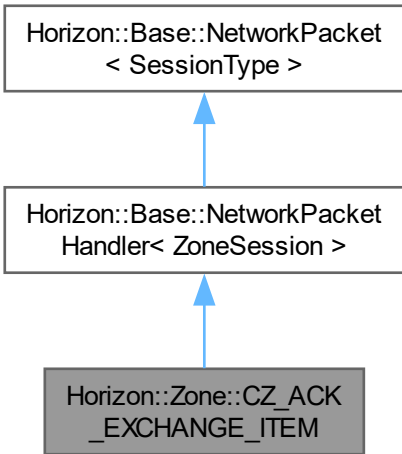 Horizon::Base::NetworkPacket
< SessionType >
Horizon::Base::NetworkPacket
Handler< ZoneSession >
Horizon::Zone::CZ_ACK
_EXCHANGE_ITEM